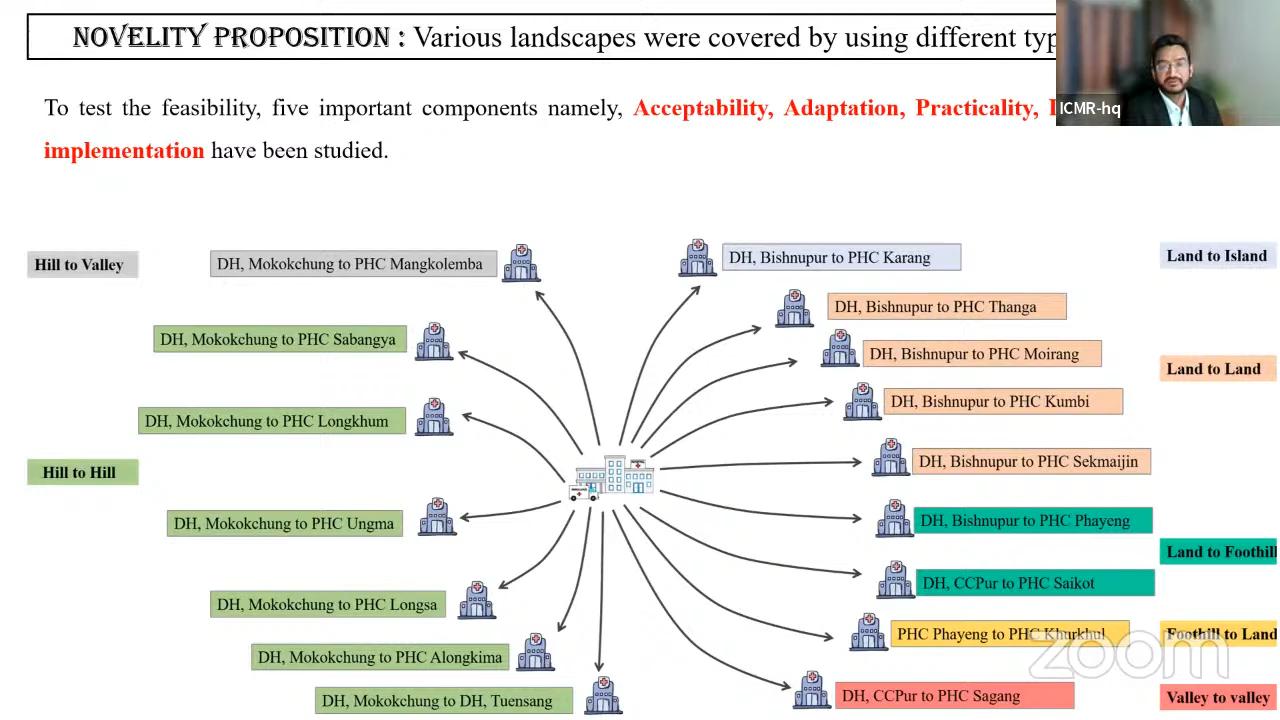 NOVELITY PROPOSITION : Various landscapes were covered by using different
ICMR-hq
To test the feasibility, five important components namely, Acceptability, Adaptation, Practicality,
implementation have been studied.
Hill to Valley
DH, Mokokchung to PHC Mangkolemba
DH, Bishnupur to PHC Karang
Land to Island
DH, Bishnupur to PHC Thanga
DH, Mokokchung to PHC Sabangya
DH, Bishnupur to PHC Moirang
Land to Land
DH, Bishnupur to PHC Kumbi
DH, Mokokchung to PHC Longkhum
DH, Bishnupur to PHC Sekmaijin
Hill to Hill
HOSPITAL
AMBULANCE
DH, Mokokchung to PHC Ungma
DH, Bishnupur to PHC Phayeng
Land to Foothill
DH, CCPur to PHC Saikot
DH, Mokokchung to PHC Longsa
PHC Phayeng to PHC Khurkhul
Foothill to Land
DH, Mokokchung to PHC Alongkima
zoom
DH, Mokokchung to DH, Tuensang
DH, CCPur to PHC Sagang
Valley to valley